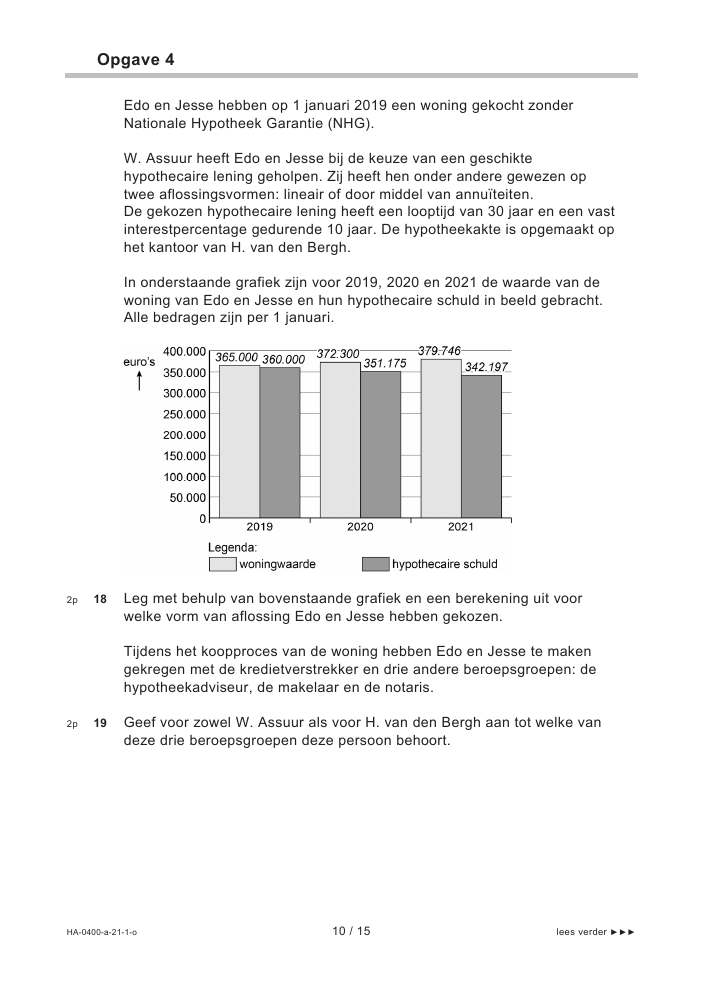 Opgave 4
Edo en Jesse hebben op 1 januari 2019 een woning gekocht zonder
Nationale Hypotheek Garantie (NHG).
W. Assuur heeft Edo en Jesse bij de keuze van een geschikte
hypothecaire lening geholpen. Zij heeft hen onder andere gewezen op
twee aflossingsvormen: lineair of door middel van annuïteiten.
De gekozen hypothecaire lening heeft een looptijd van 30 jaar en een vast
interestpercentage gedurende 10 jaar. De hypotheekakte is opgemaakt op
het kantoor van H. van den Bergh.
In onderstaande grafiek zijn voor 2019, 2020 en 2021 de waarde van de
woning van Edo en Jesse en hun hypothecaire schuld in beeld gebracht.
Alle bedragen zijn per 1 januari.
euro's
400.000
350.000
300.000
250.000
200.000
150.000
100.000
50.000
0
365.000 360.000 372.300 351.175 379.746 342.197
2019 2020 2021
Legenda:
woningwaarde hypothecaire schuld
2p 18 Leg met behulp van bovenstaande grafiek en een berekening uit voor
welke vorm van aflossing Edo en Jesse hebben gekozen.
Tijdens het koopproces van de woning hebben Edo en Jesse te maken
gekregen met de kredietverstrekker en drie andere beroepsgroepen: de
hypotheekadviseur, de makelaar en de notaris.
2p 19 Geef voor zowel W. Assuur als voor H. van den Bergh aan tot welke van
deze drie beroepsgroepen deze persoon behoort.
HA-0400-a-21-1-o 10 / 15 lees verder ►►►